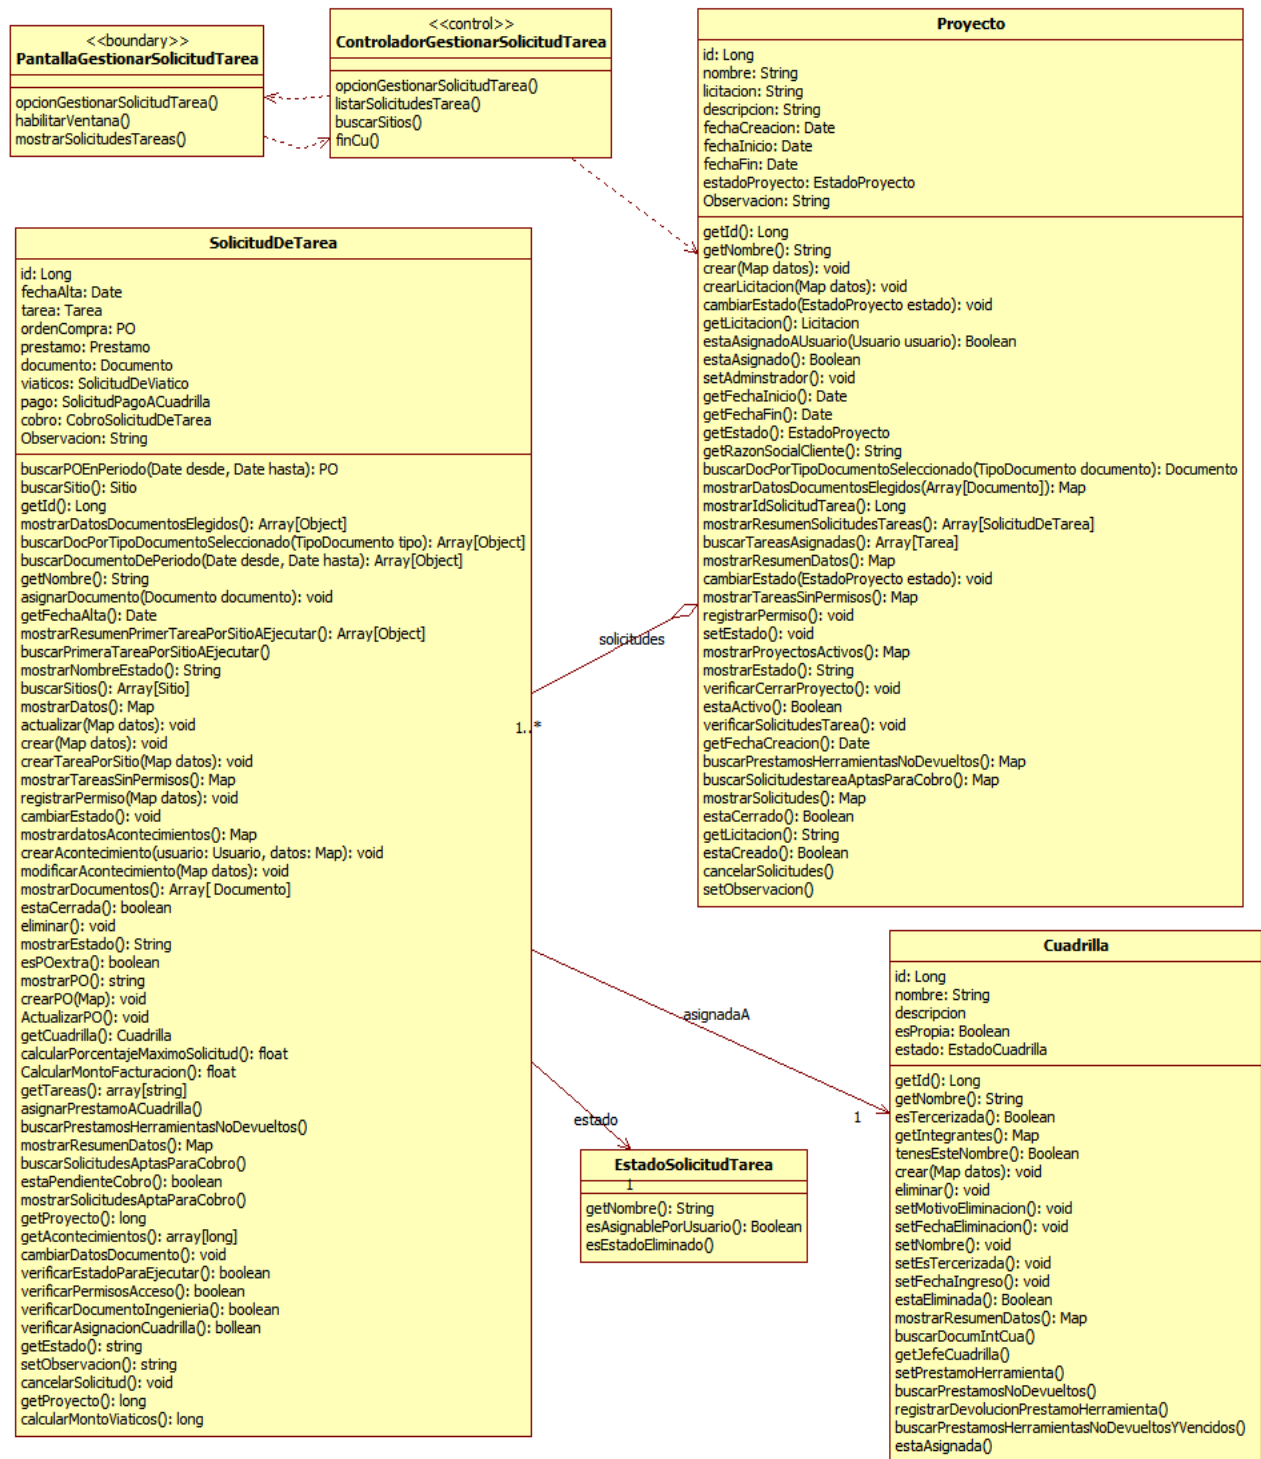 <<boundary>>
PantallaGestionarSolicitudTarea
opcionGestionarSolicitudTarea()
habilitarVentana()
mostrarSolicitudesTareas()
<<control>>
ControladorGestionarSolicitudTarea
opcionGestionarSolicitudTarea()
listarSolicitudesTarea()
buscarSitios()
finCu()
Proyecto
id: Long
nombre: String
licitacion: String
descripcion: String
fechaCreacion: Date
fechaInicio: Date
fechaFin: Date
estadoProyecto: EstadoProyecto
Observacion: String
getId(): Long
getNombre(): String
crear(Map datos): void
crearLicitacion(Map datos): void
cambiarEstado(EstadoProyecto estado): void
getLicitacion(): Licitacion
estaAsignadoAUsuario(Usuario usuario): Boolean
estaAsignado(): Boolean
setAdminstrador(): void
getFechaInicio(): Date
getFechaFin(): Date
getEstado(): EstadoProyecto
getRazonSocialCliente(): String
buscarDocPorTipoDocumentoSeleccionado(TipoDocumento documento): Documento
mostrarDatosDocumentosElegidos(Array[Documento]): Map
mostrarIdSolicitudTarea(): Long
mostrarResumenSolicitudesTareas(): Array[SolicitudDeTarea]
buscarTareasAsignadas(): Array[Tarea]
mostrarResumenDatos(): Map
cambiarEstado(EstadoProyecto estado): void
mostrarTareasSinPermisos(): Map
registrarPermiso(): void
setEstado(): void
mostrarProyectosActivos(): Map
mostrarEstado(): String
verificarCerrarProyecto(): void
estaActivo(): Boolean
verificarSolicitudesTarea(): void
getFechaCreacion(): Date
buscarPrestamosHerramientasNoDevueltos(): Map
buscarSolicitudestareaAptasParaCobro(): Map
mostrarSolicitudes(): Map
estaCerrado(): Boolean
getLicitacion(): String
estaCreado(): Boolean
cancelarSolicitudes()
setObservacion()
SolicitudDeTarea
id: Long
fechaAlta: Date
tarea: Tarea
ordenCompra: PO
prestamo: Prestamo
documento: Documento
viaticos: SolicitudDeViatico
pago: SolicitudPagoACuadrilla
cobro: CobroSolicitudDeTarea
Observacion: String
buscarPOEnPeriodo(Date desde, Date hasta): PO
buscarSitio(): Sitio
getId(): Long
mostrarDatosDocumentosElegidos(): Array[Object]
buscarDocPorTipoDocumentoSeleccionado(TipoDocumento tipo): Array[Object]
buscarDocumentoDePeriodo(Date desde, Date hasta): Array[Object]
getNombre(): String
asignarDocumento(Documento documento): void
getFechaAlta(): Date
mostrarResumenPrimerTareaPorSitioAEjecutar(): Array[Object]
buscarPrimeraTareaPorSitioAEjecutar()
mostrarNombreEstado(): String
buscarSitios(): Array[Sitio]
mostrarDatos(): Map
actualizar(Map datos): void
crear(Map datos): void
crearTareaPorSitio(Map datos): void
mostrarTareasSinPermisos(): Map
registrarPermiso(Map datos): void
cambiarEstado(): void
mostrardatosAcontecimientos(): Map
crearAcontecimiento(usuario: Usuario, datos: Map): void
modificarAcontecimiento(Map datos): void
mostrarDocumentos(): Array[ Documento]
estaCerrada(): boolean
eliminar(): void
mostrarEstado(): String
esPOextra(): boolean
mostrarPO(): string
crearPO(Map): void
ActualizarPO(): void
getCuadrilla(): Cuadrilla
calcularPorcentajeMaximoSolicitud(): float
CalcularMontoFacturacion(): float
getTareas(): array[string]
asignarPrestamoACuadrilla()
buscarPrestamosHerramientasNoDevueltos()
mostrarResumenDatos(): Map
buscarSolicitudesAptasParaCobro()
estaPendienteCobro(): boolean
mostrarSolicitudesAptaParaCobro()
getProyecto(): long
getAcontecimientos(): array[long]
cambiarDatosDocumento(): void
verificarEstadoParaEjecutar(): boolean
verificarPermisosAcceso(): boolean
verificarDocumentoIngenieria(): boolean
verificarAsignacionCuadrilla(): bollean
getEstado(): string
setObservacion(): string
cancelarSolicitud(): void
getProyecto(): long
calcularMontoViaticos(): long
solicitudes
1..*
asignadaA
1
estado
1
EstadoSolicitudTarea
getNombre(): String
esAsignablePorUsuario(): Boolean
esEstadoEliminado()
Cuadrilla
id: Long
nombre: String
descripcion
esPropia: Boolean
estado: EstadoCuadrilla
getId(): Long
getNombre(): String
esTercerizada(): Boolean
getIntegrantes(): Map
tenesEsteNombre(): Boolean
crear(Map datos): void
eliminar(): void
setMotivoEliminacion(): void
setFechaEliminacion(): void
setNombre(): void
setEsTercerizada(): void
setFechaIngreso(): void
estaEliminada(): Boolean
mostrarResumenDatos(): Map
buscarDocumIntCua()
getJefeCuadrilla()
setPrestamoHerramienta()
buscarPrestamosNoDevueltos()
registrarDevolucionPrestamoHerramienta()
buscarPrestamosHerramientasNoDevueltosYVencidos()
estaAsignada()